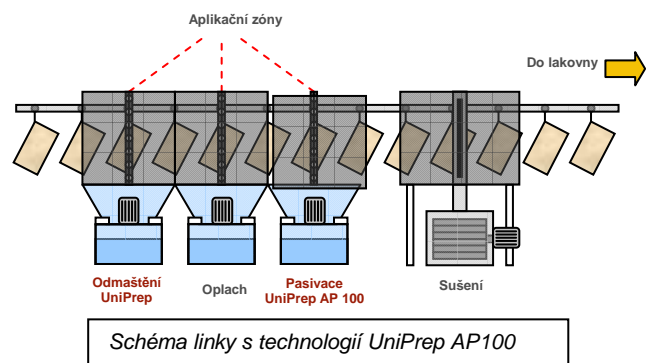 Aplikační zóny
Do lakovny
Odmaštění
UniPrep
Oplach
Pasivace
UniPrep AP 100
Sušení
Schéma linky s technologií UniPrep AP100